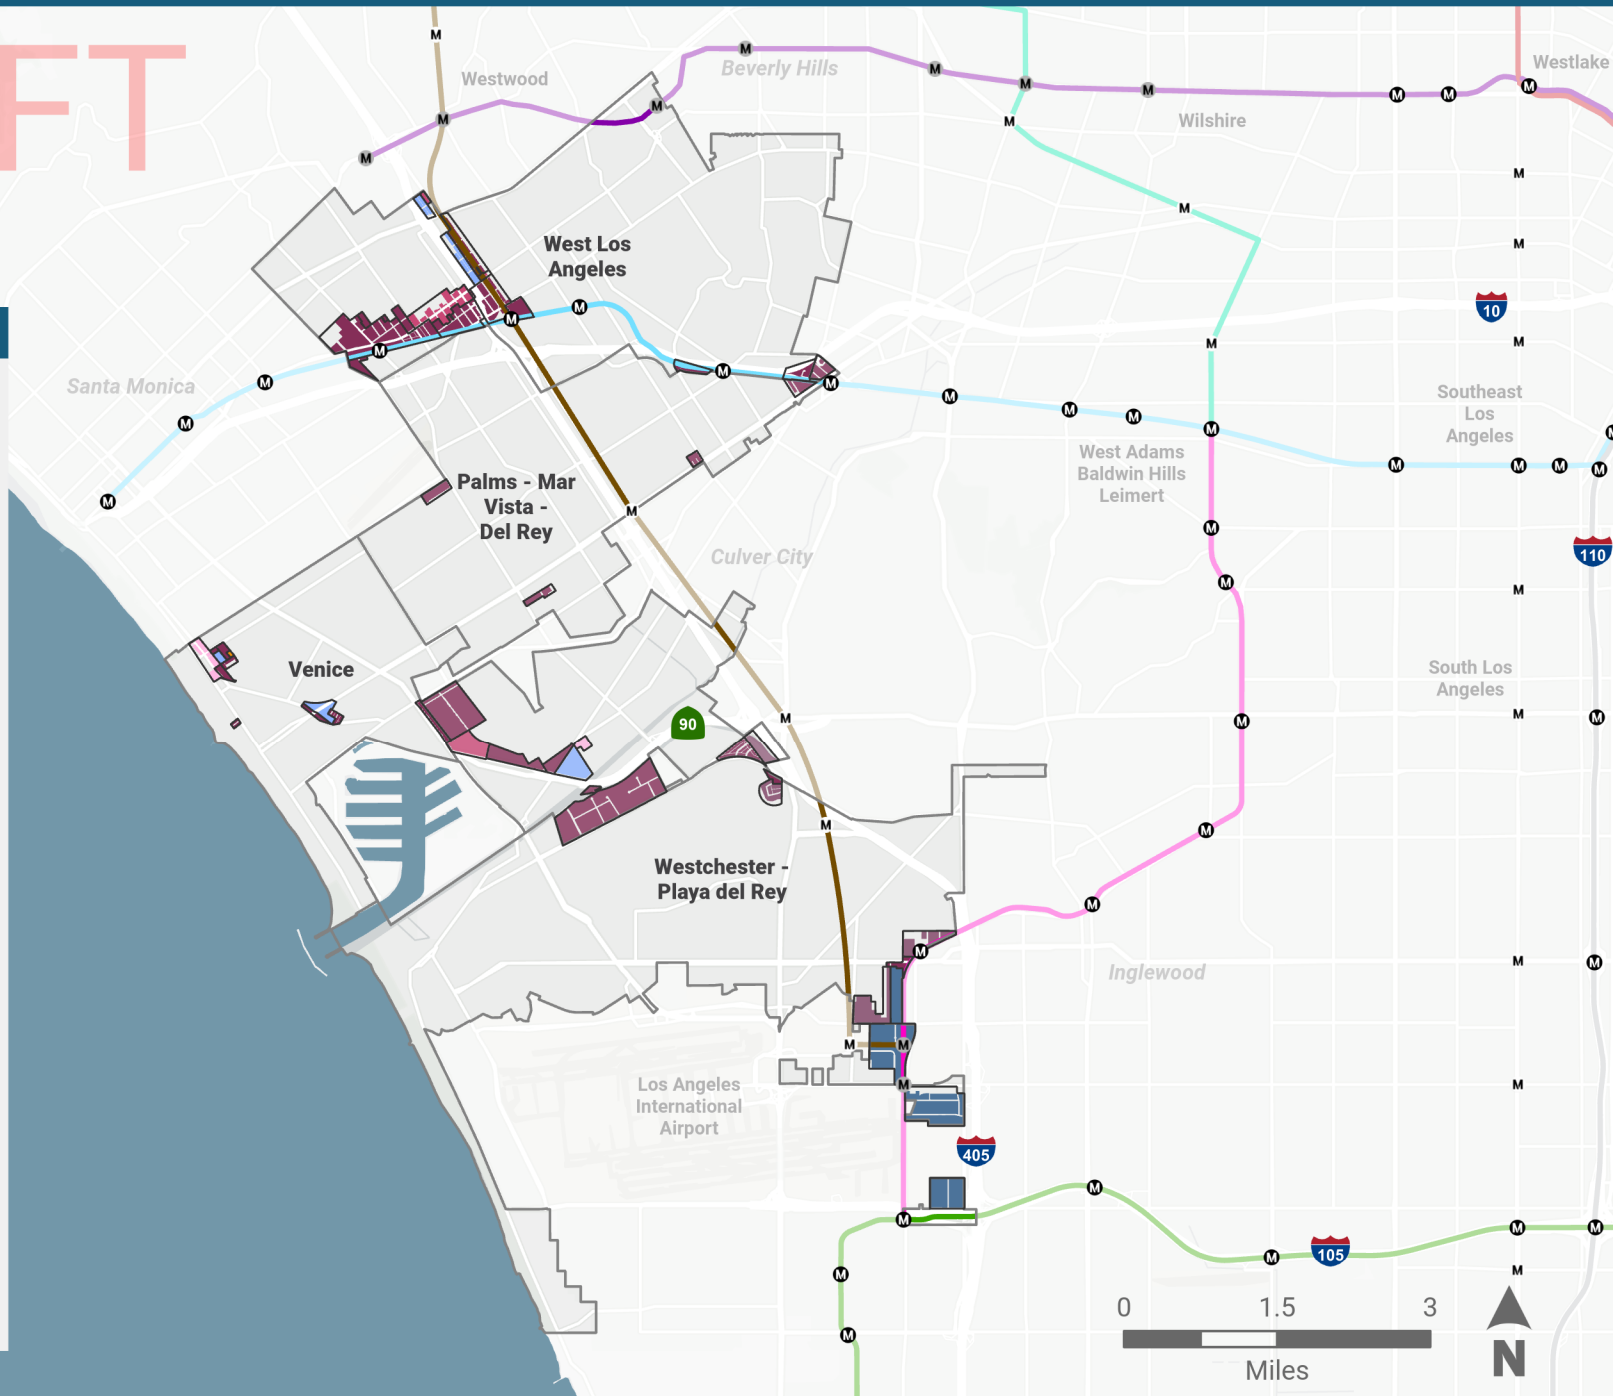 FT
M
Westwood
M
Beverly Hills
Westlake
M
M
M
M
M
M
M
M
M
Wilshire
M
M
M
M
M
West Los
Angeles
M
M
M
10
M
M
M
M
M
M
Santa Monica
M
M
M
M
M
Southeast
Los
Angeles
M
M
M
West Adams
Baldwin Hills
Leimert
M
M
M
M
M
Palms - Mar
Vista -
Del Rey
M
M
Culver City
110
M
M
Venice
South Los
Angeles
90
M
M
M
M
M
M
Westchester -
Playa del Rey
M
M
M
M
Inglewood
M
M
M
M
Los Angeles
International
Airport
405
M
M
M
M
105
M
M
M
M
0
1.5
3
M
N
Miles